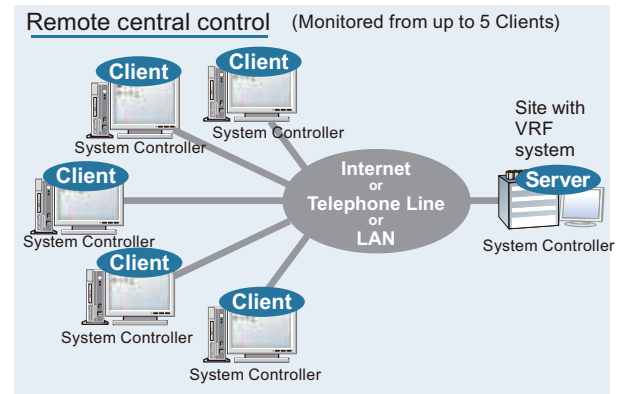 Remote central control (Monitored from up to 5 Clients)
Client
System Controller
Client
System Controller
Client
System Controller
Client
System Controller
Client
System Controller
Internet
or
Telephone Line
or
LAN
Site with
VRF
system
Server
System Controller